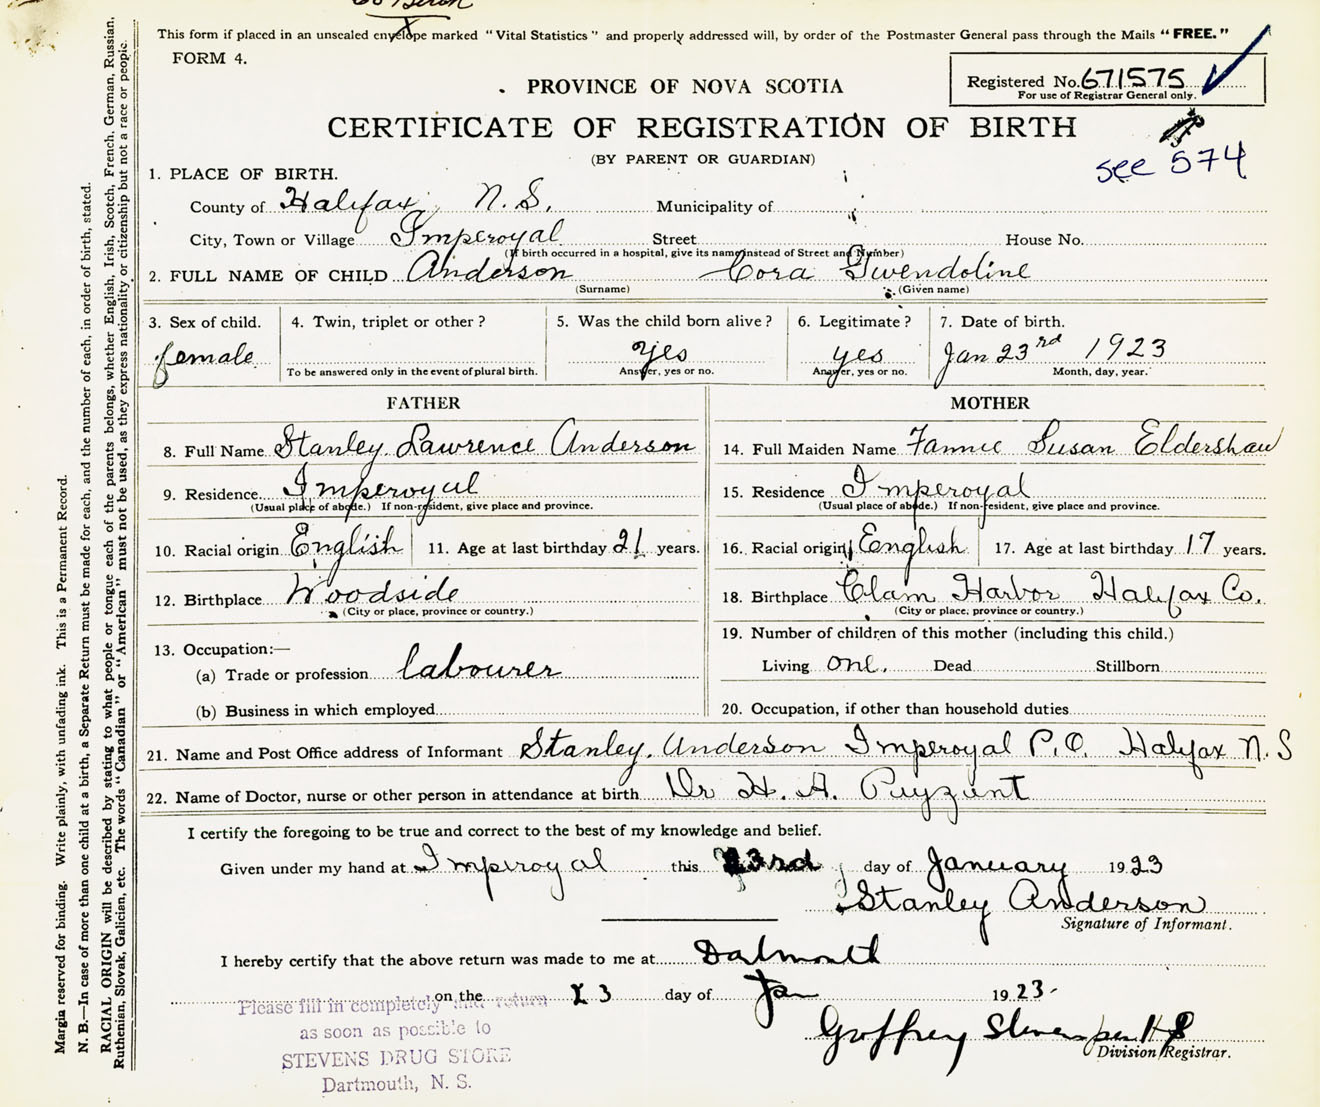 This form if placed in an unsealed envelope marked "Vital Statistics" and properly addressed will, by order of the Postmaster General pass through the Mails "FREE."
FORM 4.
PROVINCE OF NOVA SCOTIA
Registered No. 671575
For use of Registrar General only.
CERTIFICATE OF REGISTRATION OF BIRTH
(BY PARENT OR GUARDIAN)
see 574
1. PLACE OF BIRTH.
County of Halifax, N.S. Municipality of
City, Town or Village Imperoyal Street House No.
(If birth occurred in a hospital, give its name instead of Street and Number)
2. FULL NAME OF CHILD Anderson Cora Gwendoline
(Surname) (Given name)
3. Sex of child. 4. Twin, triplet or other? 5. Was the child born alive? 6. Legitimate? 7. Date of birth.
female Yes yes Jan 23rd 1923
To be answered only in the event of plural birth. Answer, yes or no. Answer, yes or no. Month, day, year.
FATHER MOTHER
8. Full Name Stanley Lawrence Anderson 14. Full Maiden Name Fannie Susan Eldershaw
9. Residence Imperoyal 15. Residence Imperoyal
(Usual place of abode.) If non-resident, give place and province. (Usual place of abode.) If non-resident, give place and province.
10. Racial origin English 11. Age at last birthday 21 years. 16. Racial origin English 17. Age at last birthday 17 years.
12. Birthplace Woodside 18. Birthplace Clam Harbor Halifax Co.
(City or place, province or country.) (City or place, province or country.)
13. Occupation:— 19. Number of children of this mother (including this child.)
(a) Trade or profession labourer Living one. Dead Stillborn
(b) Business in which employed 20. Occupation, if other than household duties
21. Name and Post Office address of Informant Stanley. Anderson Imperoyal P.O. Halifax N.S
22. Name of Doctor, nurse or other person in attendance at birth Dr H. A. Payzant
I certify the foregoing to be true and correct to the best of my knowledge and belief.
Given under my hand at Imperoyal this 23rd day of January 1923
Stanley Anderson
Signature of Informant.
I hereby certify that the above return was made to me at Dartmouth
on the 23 day of Jan 1923.
Division Registrar.
Please fill in completely and return
as soon as possible to
STEVENS DRUG STORE
Dartmouth, N. S.
Margin reserved for binding. Write plainly, with unfading ink. This is a Permanent Record.
N. B.—In case of more than one child at a birth, a Separate Return must be made for each, and the number of each, in order of birth, stated.
RACIAL ORIGIN will be described by stating to what people or tongue each of the parents belongs, whether English, Irish, Scotch, French, German, Russian,
Ruthenian, Slovak, Galician, etc. The words "Canadian" or "American" must not be used, as they express nationality or citizenship but not a race or people.